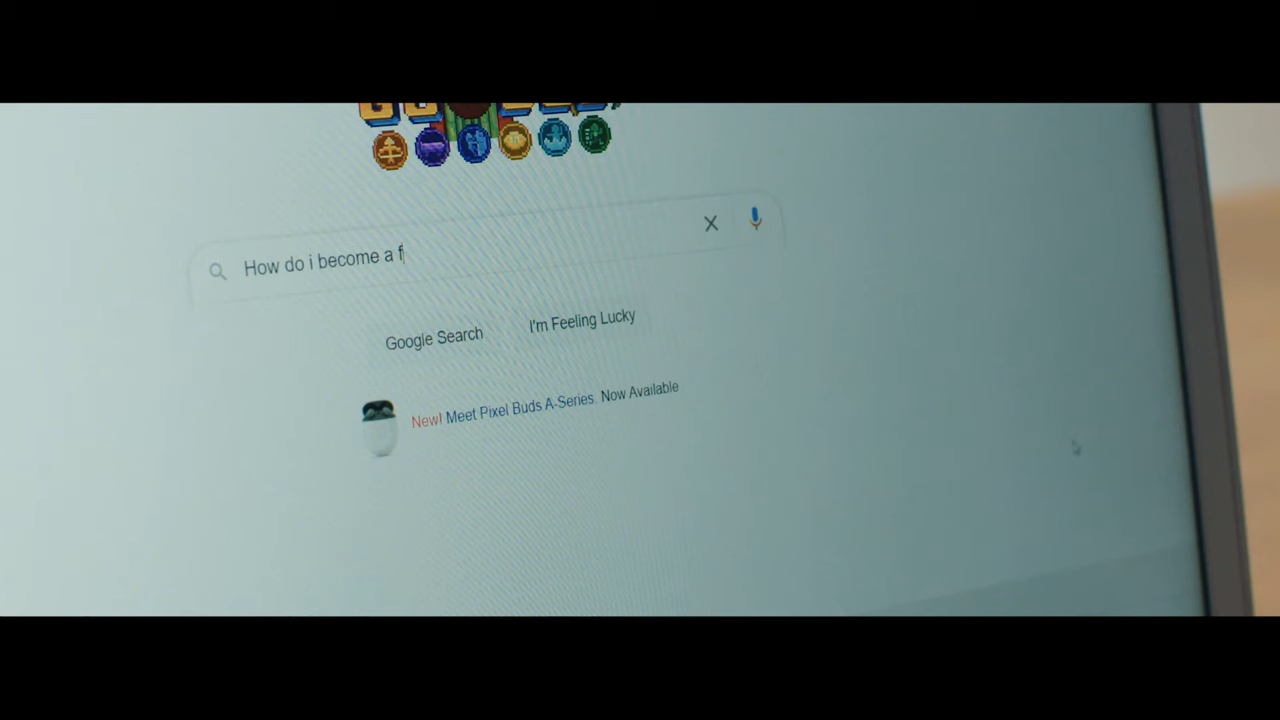 How do i become a f
Google Search
I'm Feeling Lucky
New! Meet Pixel Buds A-Series. Now Available